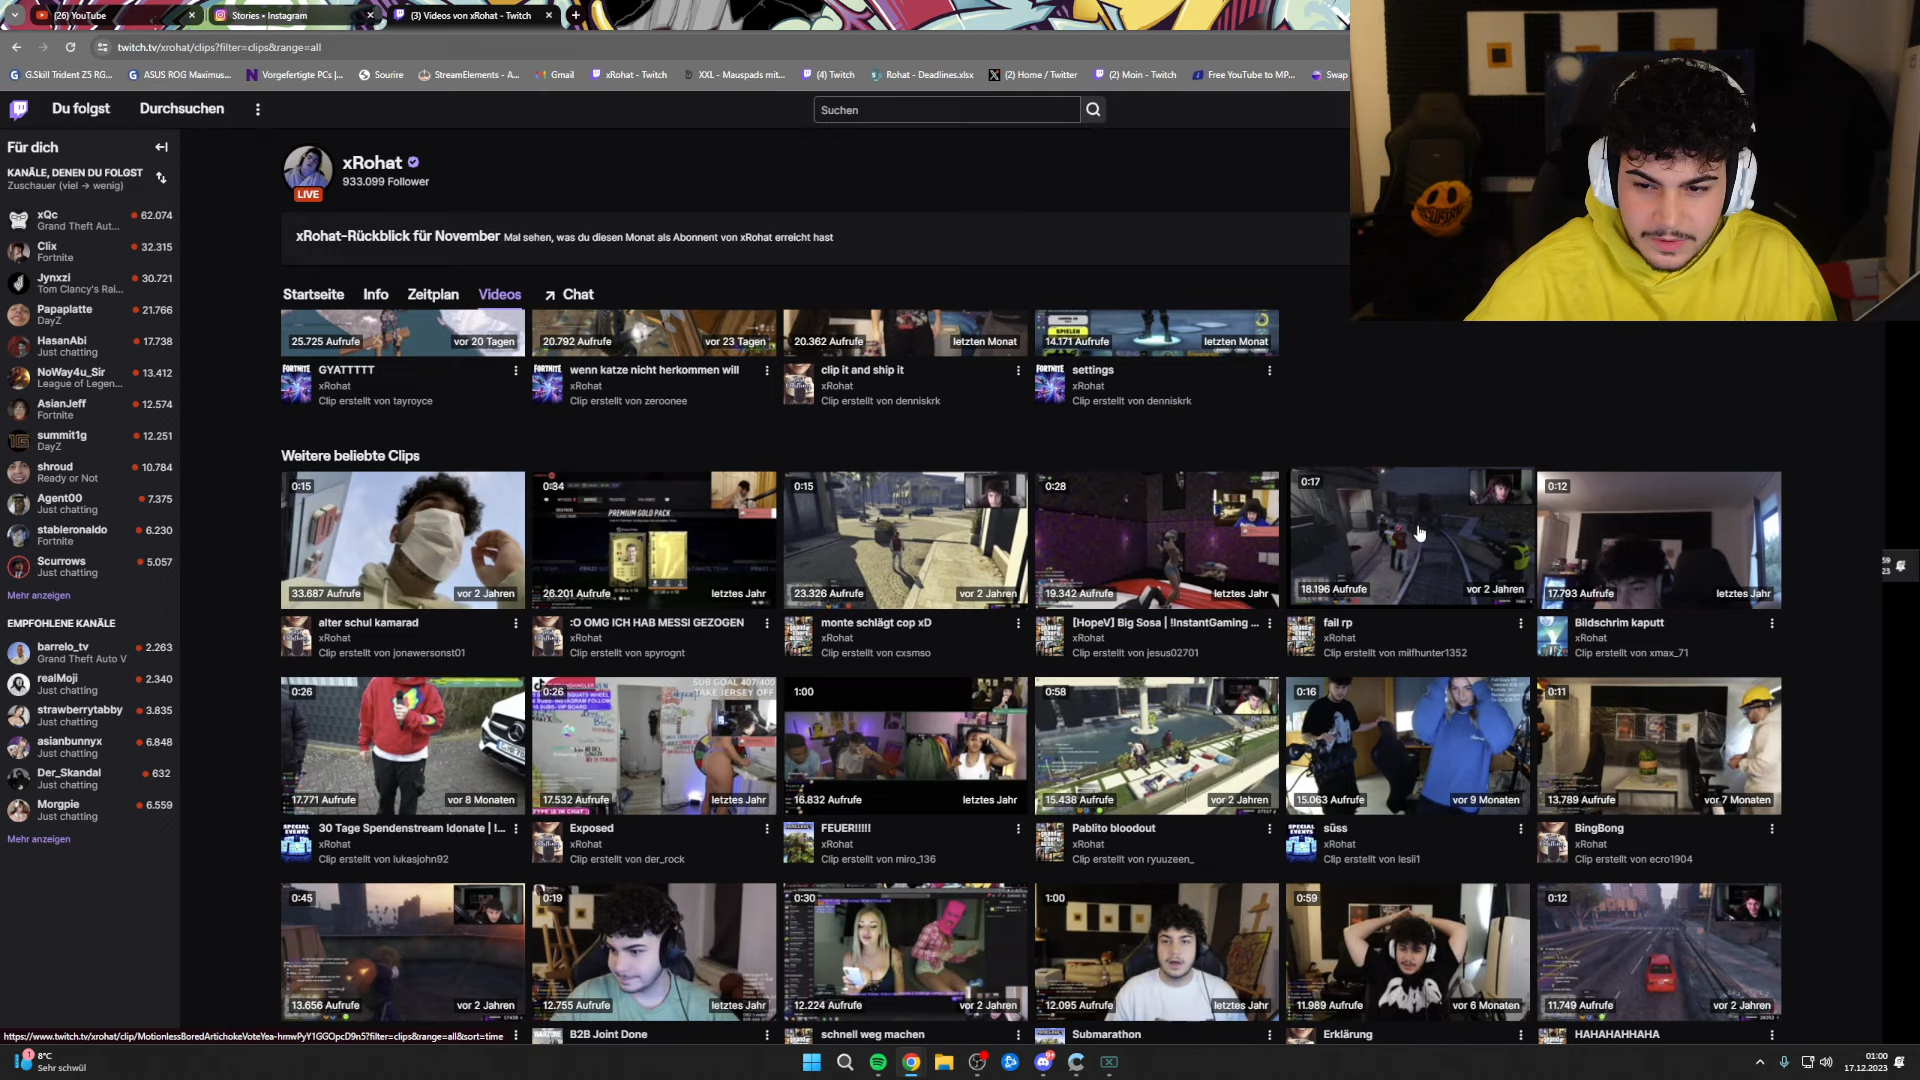 (26) YouTube
Stories • Instagram
(3) Videos von xRohat - Twitch
twitch.tv/xrohat/clips?filter=clips&range=all
G.Skill Trident Z5 RG...
ASUS ROG Maximus...
Vorgefertigte PCs |...
Sourire
StreamElements - A...
Gmail
xRohat - Twitch
XXL - Mauspads mit...
(4) Twitch
Rohat - Deadlines.xlsx
(2) Home / Twitter
(2) Moin - Twitch
Free YouTube to MP...
Swap
Du folgst
Durchsuchen
Suchen
Für dich
KANÄLE, DENEN DU FOLGST
Zuschauer (viel → wenig)
xQc
62.074
Grand Theft Aut...
Clix
32.315
Fortnite
Jynxzi
30.721
Tom Clancy's Rai...
Papaplatte
21.766
DayZ
HasanAbi
17.738
Just chatting
NoWay4u_Sir
13.412
League of Legen...
AsianJeff
12.574
Fortnite
summit1g
12.251
DayZ
shroud
10.784
Ready or Not
Agent00
7.375
Just chatting
stableronaldo
6.230
Fortnite
Scurrows
5.057
Just chatting
Mehr anzeigen
EMPFOHLENE KANÄLE
barrelo_tv
2.263
Grand Theft Auto V
realMoji
2.340
Just chatting
strawberrytabby
3.835
Just chatting
asianbunnyx
6.848
Just chatting
Der_Skandal
632
Just chatting
Morgpie
6.559
Just chatting
Mehr anzeigen
xRohat
933.099 Follower
LIVE
xRohat-Rückblick für November Mal sehen, was du diesen Monat als Abonnent von xRohat erreicht hast
Startseite
Info
Zeitplan
Videos
Chat
25.725 Aufrufe
vor 20 Tagen
20.792 Aufrufe
vor 23 Tagen
20.362 Aufrufe
letzten Monat
SPIELEN
14.171 Aufrufe
letzten Monat
FORTNITE
GYATTTTT
xRohat
Clip erstellt von tayroyce
FORTNITE
wenn katze nicht herkommen will
xRohat
Clip erstellt von zeroonee
clip it and ship it
xRohat
Clip erstellt von denniskrk
FORTNITE
settings
xRohat
Clip erstellt von denniskrk
Weitere beliebte Clips
0:15
33.687 Aufrufe
vor 2 Jahren
0:34
PREMIUM GOLD PACK
26.201 Aufrufe
letztes Jahr
0:15
23.326 Aufrufe
vor 2 Jahren
0:28
19.342 Aufrufe
letztes Jahr
0:17
18.196 Aufrufe
vor 2 Jahren
0:12
17.793 Aufrufe
letztes Jahr
alter schul kamarad
xRohat
Clip erstellt von jonawersonst01
:O OMG ICH HAB MESSI GEZOGEN
xRohat
Clip erstellt von spyrognt
monte schlägt cop xD
xRohat
Clip erstellt von cxsmso
[HopeV] Big Sosa | !InstantGaming ...
xRohat
Clip erstellt von jesus02701
fail rp
xRohat
Clip erstellt von milfhunter1352
Bildschrim kaputt
xRohat
Clip erstellt von xmax_71
0:26
17.771 Aufrufe
vor 8 Monaten
0:26
SUB GOAL 407/400
TAKE JERSEY OFF
17.532 Aufrufe
letztes Jahr
1:00
16.832 Aufrufe
letztes Jahr
0:58
15.438 Aufrufe
vor 2 Jahren
0:16
15.063 Aufrufe
vor 9 Monaten
0:11
13.789 Aufrufe
vor 7 Monaten
SPECIAL EVENTS
30 Tage Spendenstream !donate | !...
xRohat
Clip erstellt von lukasjohn92
Exposed
xRohat
Clip erstellt von der_rock
FEUER!!!!!
xRohat
Clip erstellt von miro_136
Pablito bloodout
xRohat
Clip erstellt von ryuuzeen_
SPECIAL EVENTS
süss
xRohat
Clip erstellt von lesli1
BingBong
xRohat
Clip erstellt von ecro1904
0:45
13.656 Aufrufe
vor 2 Jahren
0:19
12.755 Aufrufe
letztes Jahr
0:30
12.224 Aufrufe
vor 2 Jahren
1:00
12.095 Aufrufe
letztes Jahr
0:59
11.989 Aufrufe
vor 6 Monaten
0:12
11.749 Aufrufe
vor 2 Jahren
https://www.twitch.tv/xrohat/clip/MotionlessBoredArtichokeVoteYea-hmwPyY1GGOpcD9n5?filter=clips&range=all&sort=time
B2B Joint Done
schnell weg machen
Submarathon
Erklärung
HAHAHAHHAHA
8°C
Sehr schwül
01:00
17.12.2023